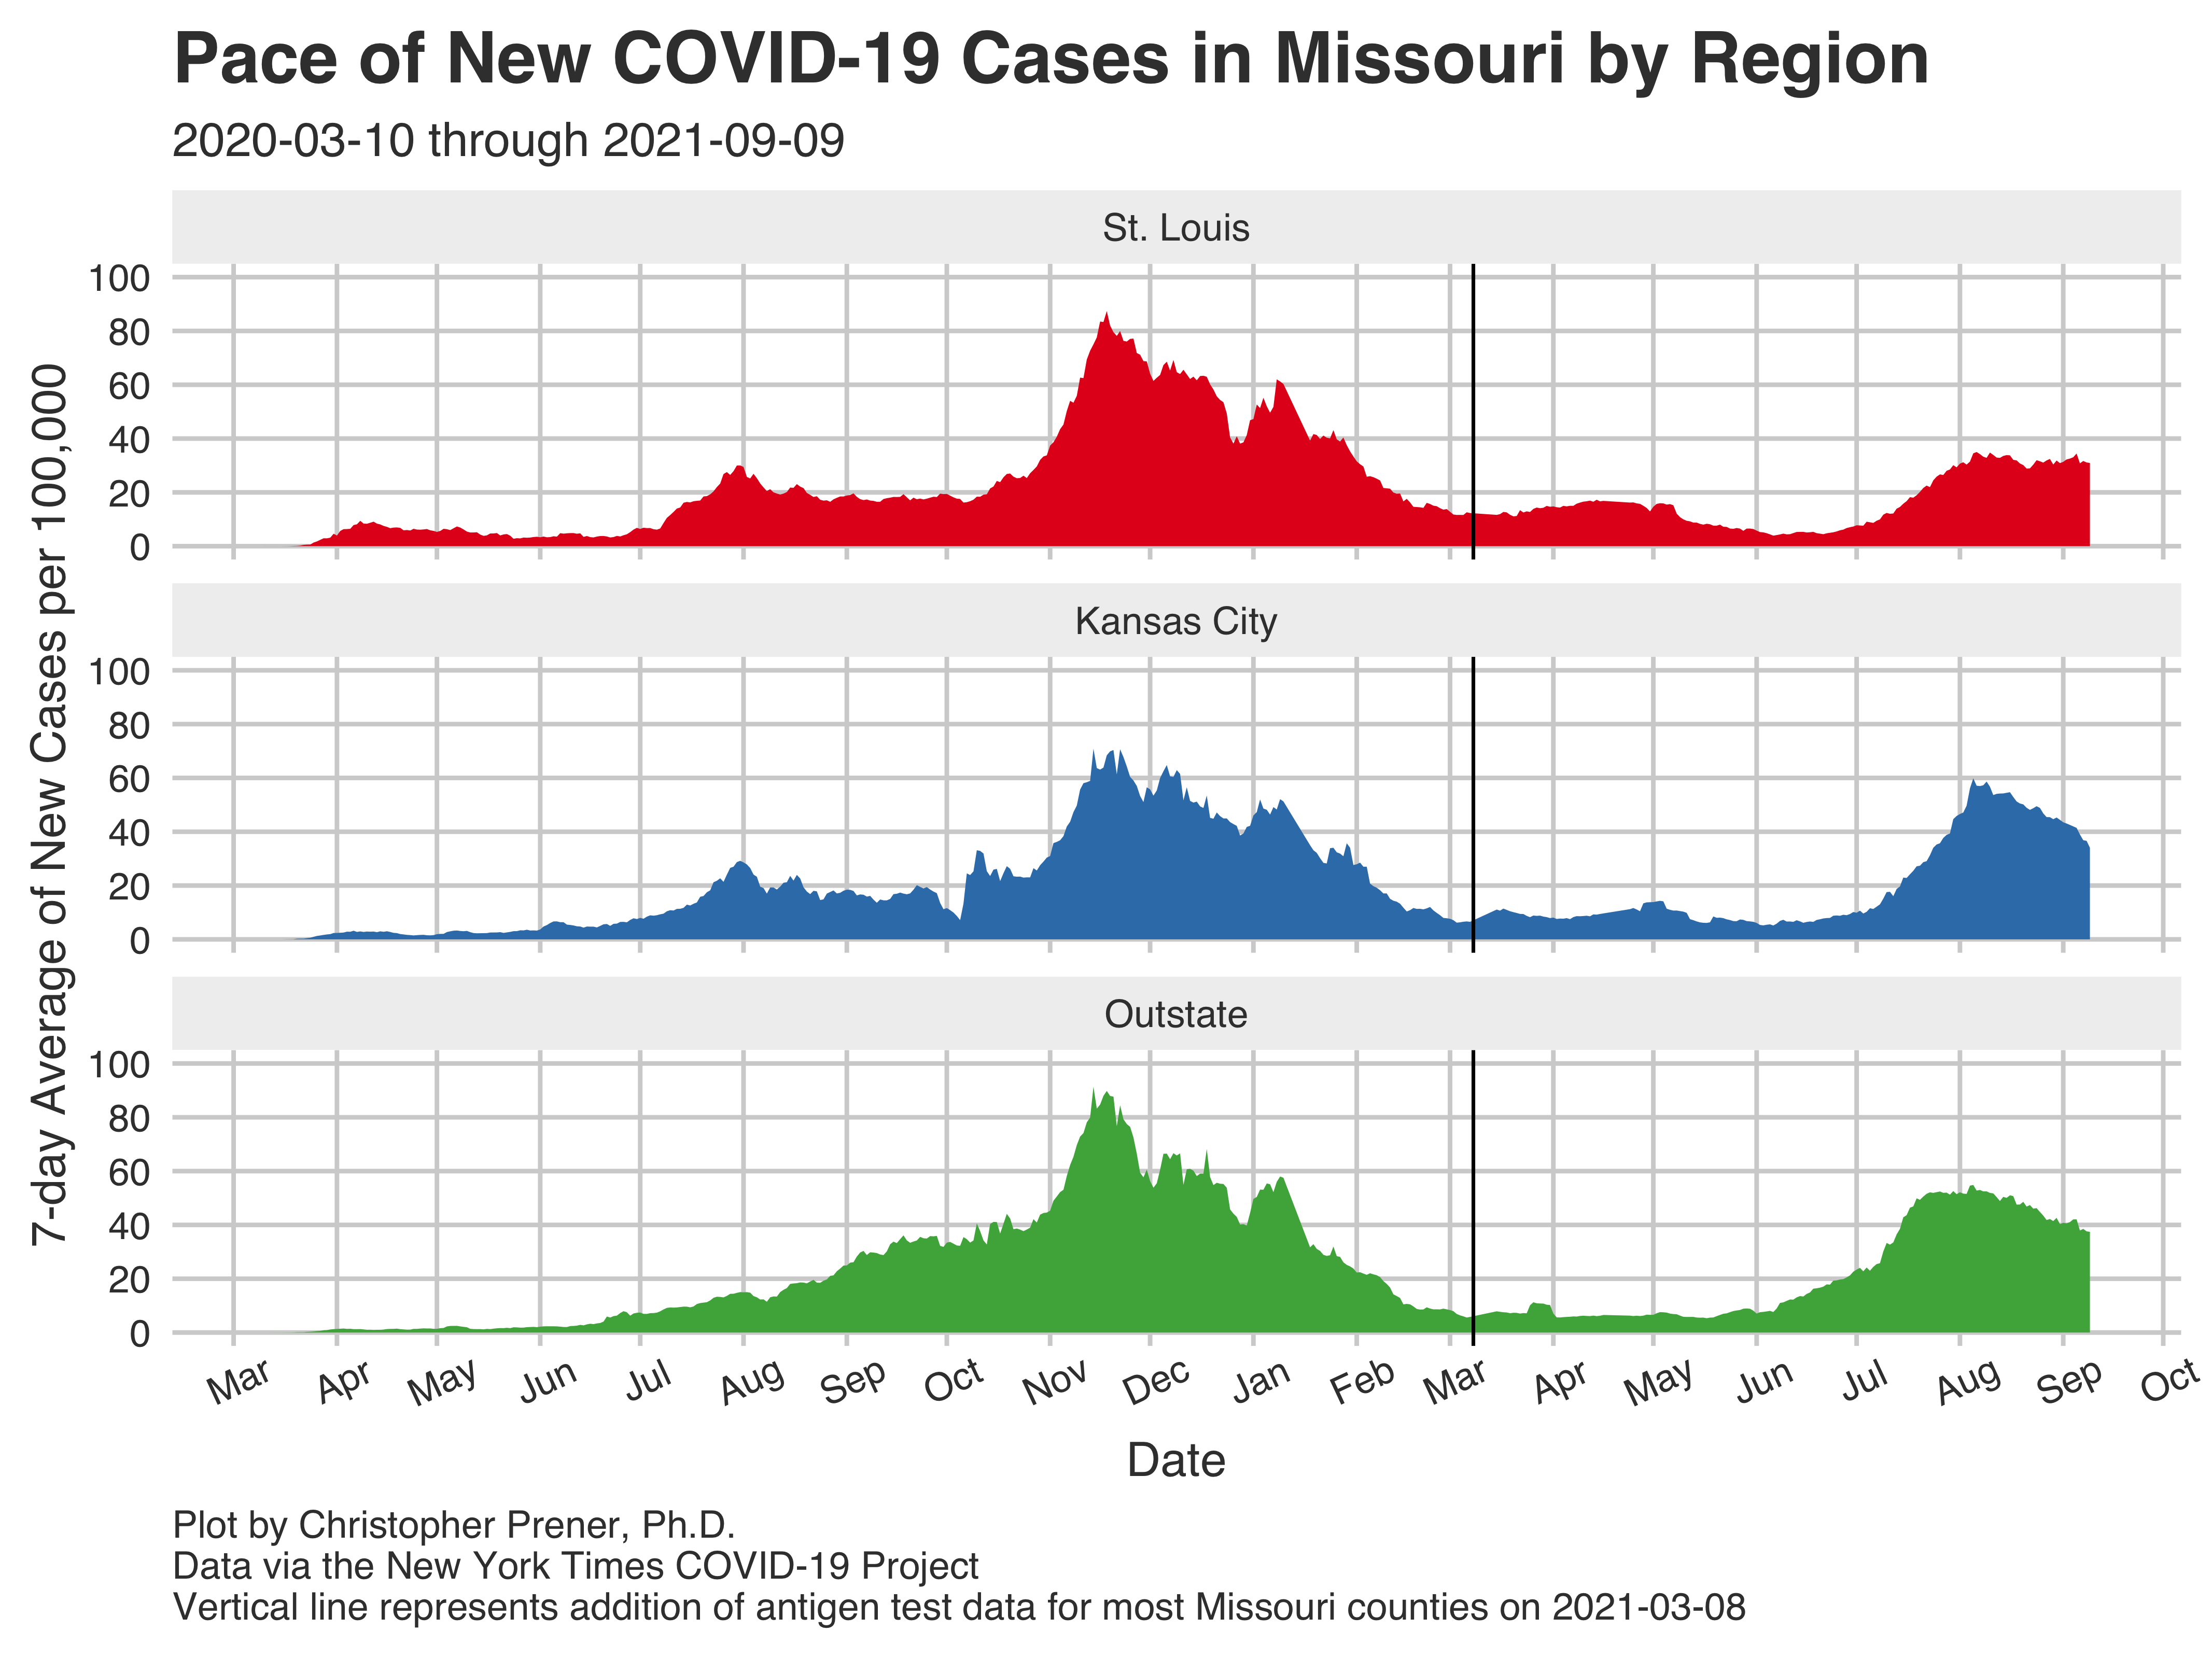 Pace of New COVID-19 Cases in Missouri by Region
2020-03-10 through 2021-09-09
7-day Average of New Cases per 100,000
St. Louis
100
80
60
40
20
0
Kansas City
100
80
60
40
20
0
Outstate
100
80
60
40
20
0
Mar Apr May Jun Jul Aug Sep Oct Nov Dec Jan Feb Mar Apr May Jun Jul Aug Sep Oct
Date
Plot by Christopher Prener, Ph.D.
Data via the New York Times COVID-19 Project
Vertical line represents addition of antigen test data for most Missouri counties on 2021-03-08